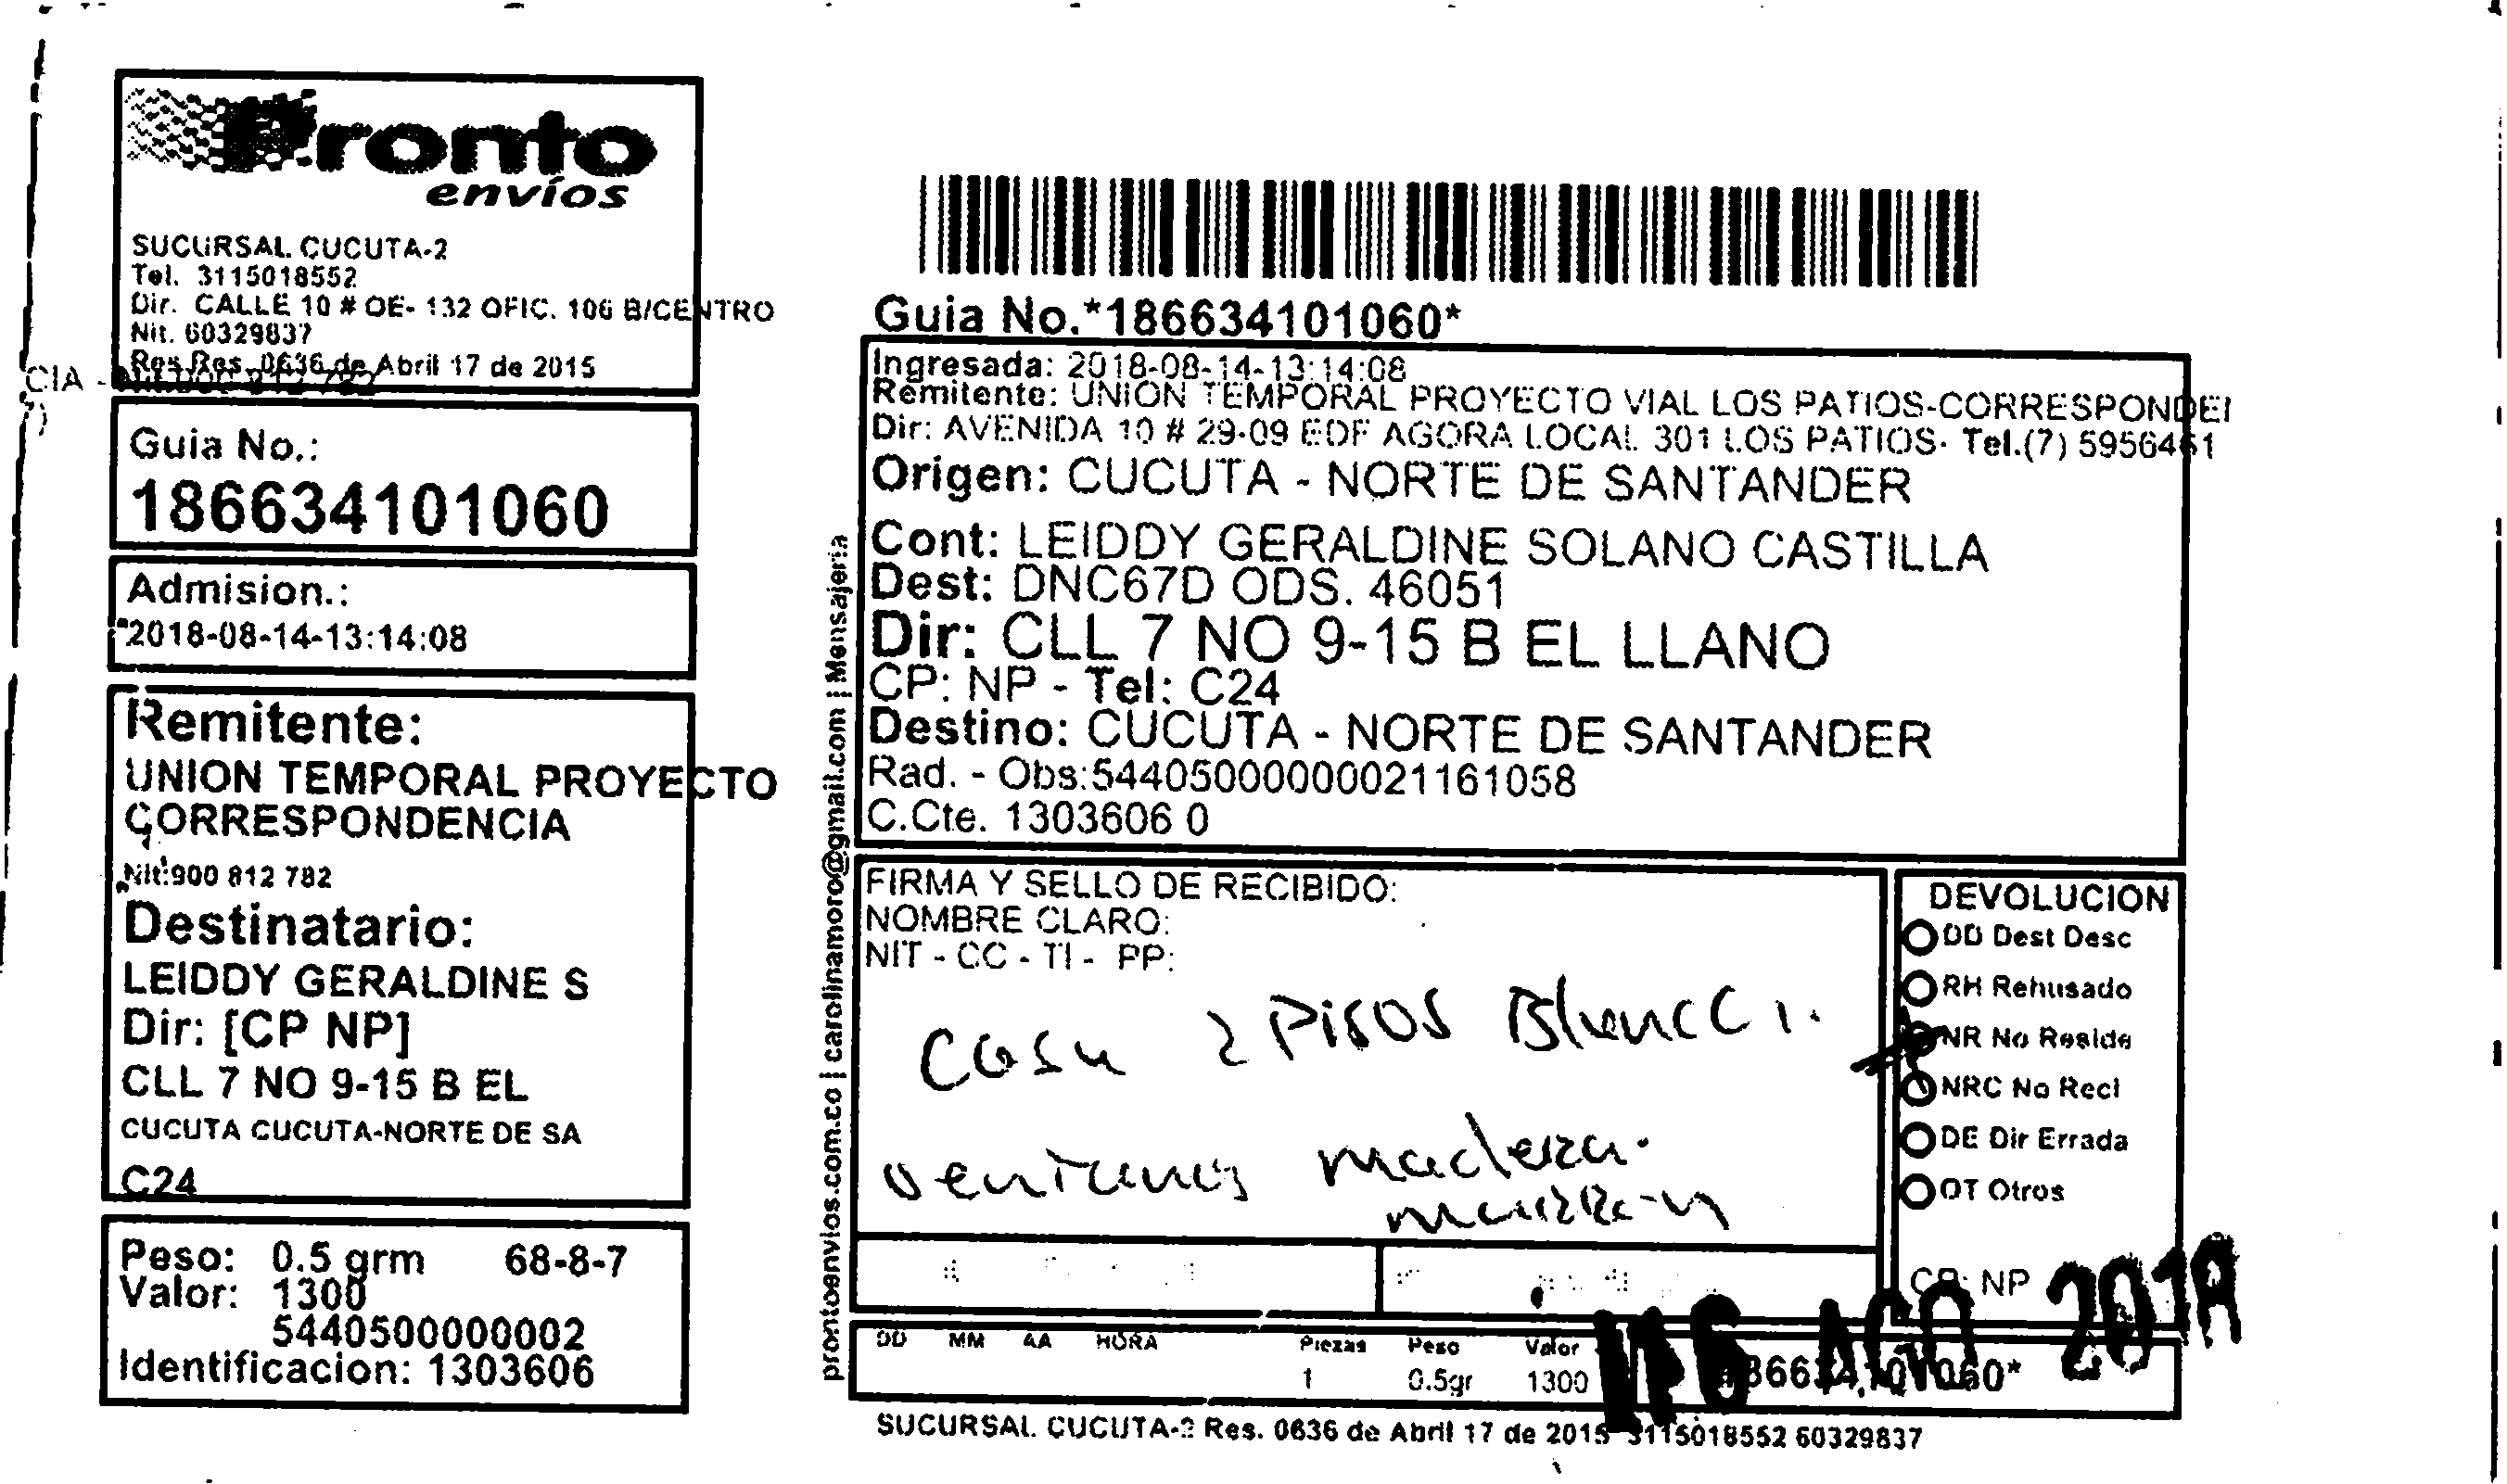 Pronto
envíos
SUCURSAL CUCUTA-2
Tel. 3115018552
Dir. CALLE 10 # OE- 132 OFIC. 106 B/CENTRO
Nit. 60329837
Res.Res. 0636 de Abril 17 de 2015
CIA -
Guia No.:
186634101060
Admision.:
2018-08-14-13:14:08
Remitente:
UNION TEMPORAL PROYECTO
CORRESPONDENCIA
Nit:900 812 782
Destinatario:
LEIDDY GERALDINE S
Dir: [CP NP]
CLL 7 NO 9-15 B EL
CUCUTA CUCUTA-NORTE DE SA
C24
Peso: 0.5 grm 68-8-7
Valor: 1300
5440500000002
Identificacion: 1303606
prontoenvios.com.co | carolinamoro@gmail.com | Mensajeria
Guia No.*186634101060*
Ingresada: 2018-08-14-13:14:08
Remitente: UNION TEMPORAL PROYECTO VIAL LOS PATIOS-CORRESPONDEI
Dir: AVENIDA 10 # 29-09 EDF AGORA LOCAL 301 LOS PATIOS- Tel.(7) 5956461
Origen: CUCUTA - NORTE DE SANTANDER
Cont: LEIDDY GERALDINE SOLANO CASTILLA
Dest: DNC67D ODS. 46051
Dir: CLL 7 NO 9-15 B EL LLANO
CP: NP - Tel: C24
Destino: CUCUTA - NORTE DE SANTANDER
Rad. - Obs:544050000000021161058
C.Cte. 1303606 0
FIRMA Y SELLO DE RECIBIDO:
NOMBRE CLARO:
NIT - CC - TI - PP:
Casa 2 Pisos Blanca.
ventanas madera.
marron
DEVOLUCION
DD Dest Desc
RH Rehusado
NR No Reside
NRC No Recl
DE Dir Errada
OT Otros
CP: NP
AGO 2018
DD MM AA HORA Piezas Peso Valor
1 0.5gr 1300
SUCURSAL CUCUTA-2 Res. 0636 de Abril 17 de 2015 3115018552 60329837